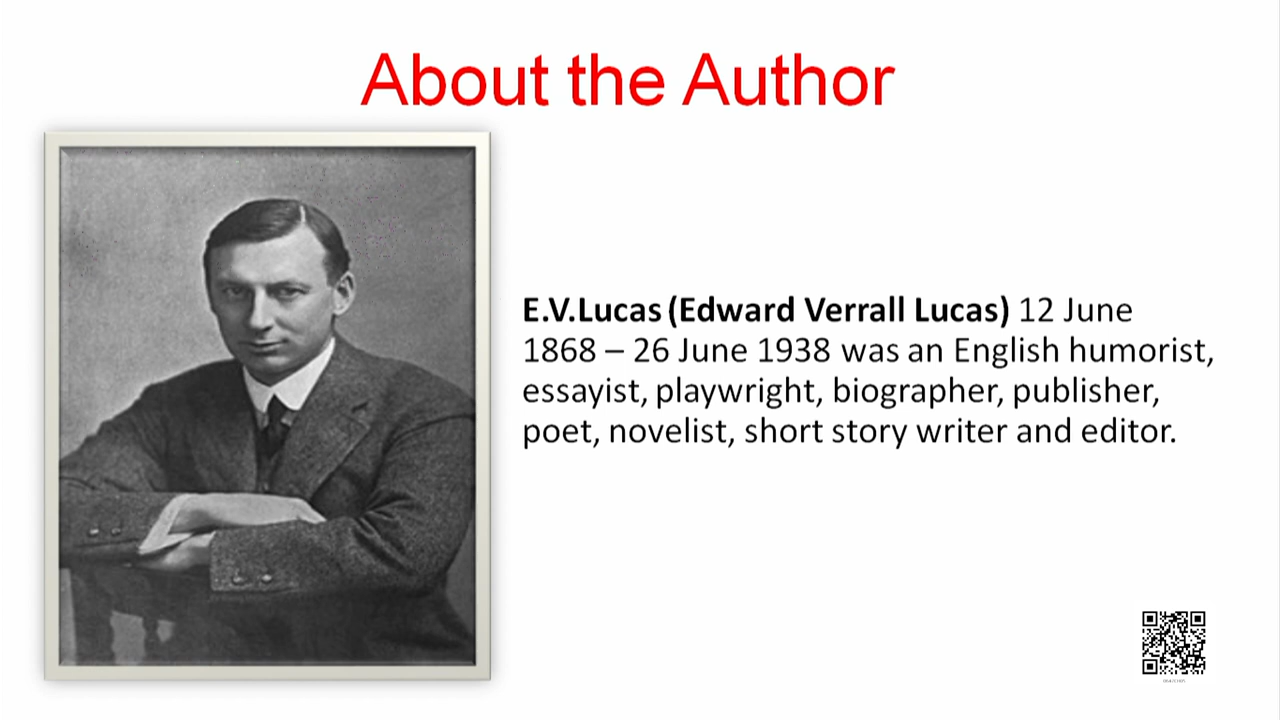 About the Author
E.V.Lucas (Edward Verrall Lucas) 12 June
1868 – 26 June 1938 was an English humorist,
essayist, playwright, biographer, publisher,
poet, novelist, short story writer and editor.